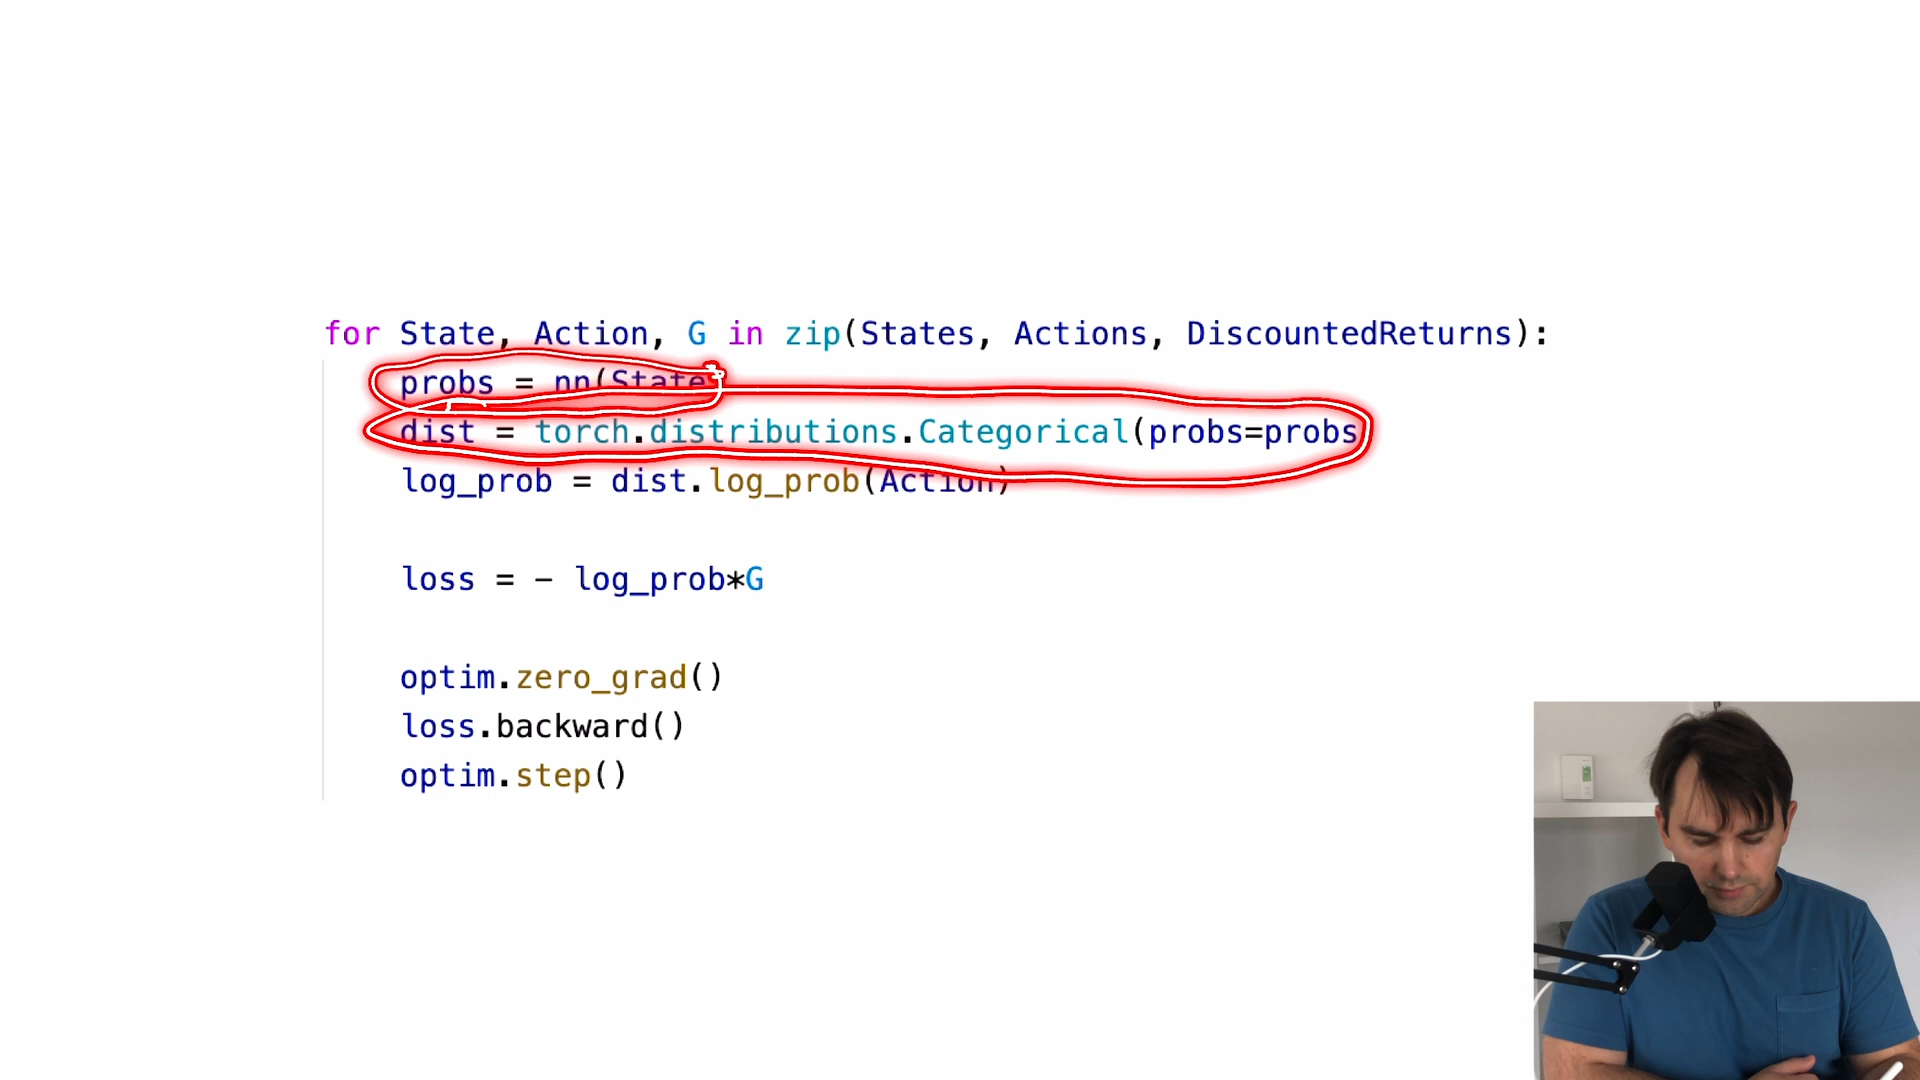 for State, Action, G in zip(States, Actions, DiscountedReturns):
probs = nn(State
dist = torch.distributions.Categorical(probs=probs
log_prob = dist.log_prob(Action)
loss = - log_prob*G
optim.zero_grad()
loss.backward()
optim.step()